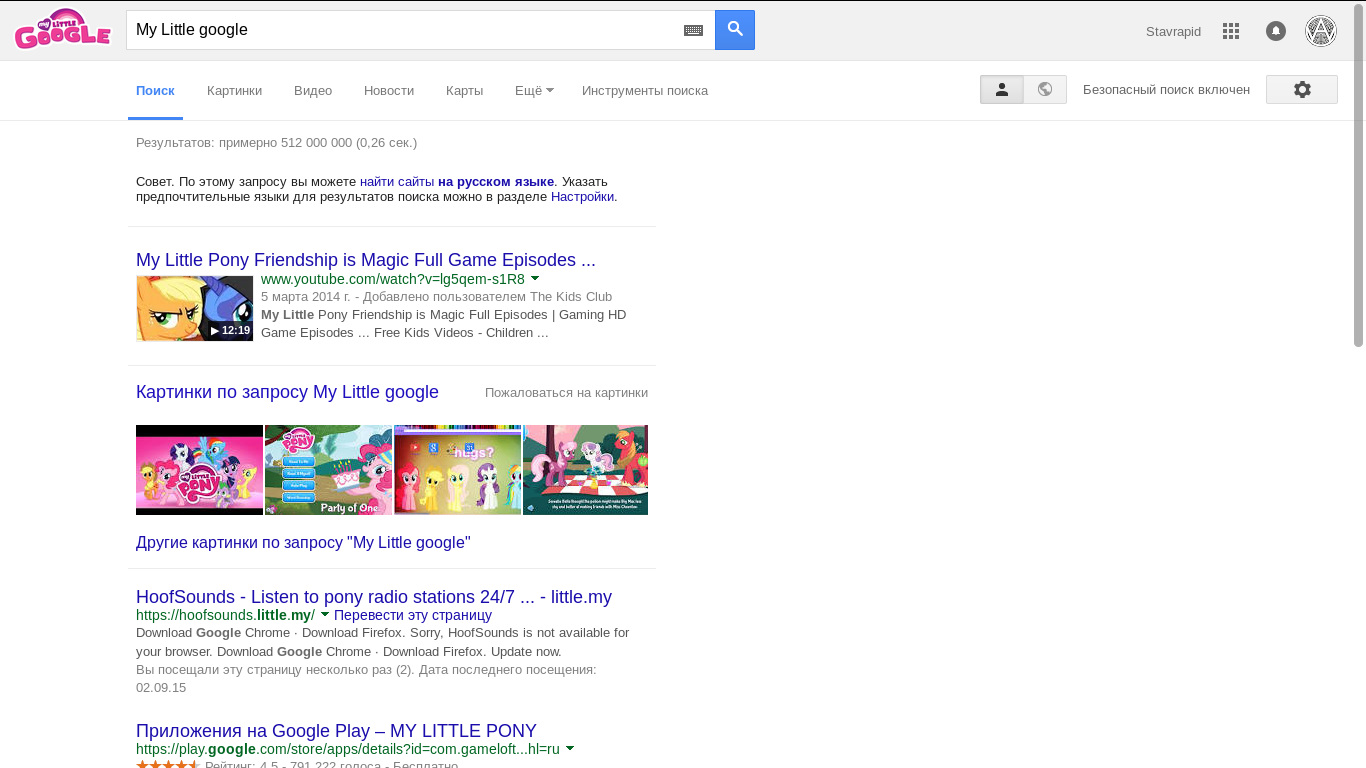 MY LITTLE
GOOGLE
My Little google
Stavrapid
Поиск Картинки Видео Новости Карты Ещё Инструменты поиска
Безопасный поиск включен
Результатов: примерно 512 000 000 (0,26 сек.)
Совет. По этому запросу вы можете найти сайты на русском языке. Указать
предпочтительные языки для результатов поиска можно в разделе Настройки.
My Little Pony Friendship is Magic Full Game Episodes ...
www.youtube.com/watch?v=lg5qem-s1R8
5 марта 2014 г. - Добавлено пользователем The Kids Club
My Little Pony Friendship is Magic Full Episodes | Gaming HD
Game Episodes ... Free Kids Videos - Children ...
12:19
Картинки по запросу My Little google
Пожаловаться на картинки
MY LITTLE
PONY
MY LITTLE
PONY
Party of One
hugs?
Другие картинки по запросу "My Little google"
HoofSounds - Listen to pony radio stations 24/7 ... - little.my
https://hoofsounds.little.my/ Перевести эту страницу
Download Google Chrome · Download Firefox. Sorry, HoofSounds is not available for
your browser. Download Google Chrome · Download Firefox. Update now.
Вы посещали эту страницу несколько раз (2). Дата последнего посещения:
02.09.15
Приложения на Google Play – MY LITTLE PONY
https://play.google.com/store/apps/details?id=com.gameloft...hl=ru
Рейтинг: 4,5 - 791 222 голоса - Бесплатно